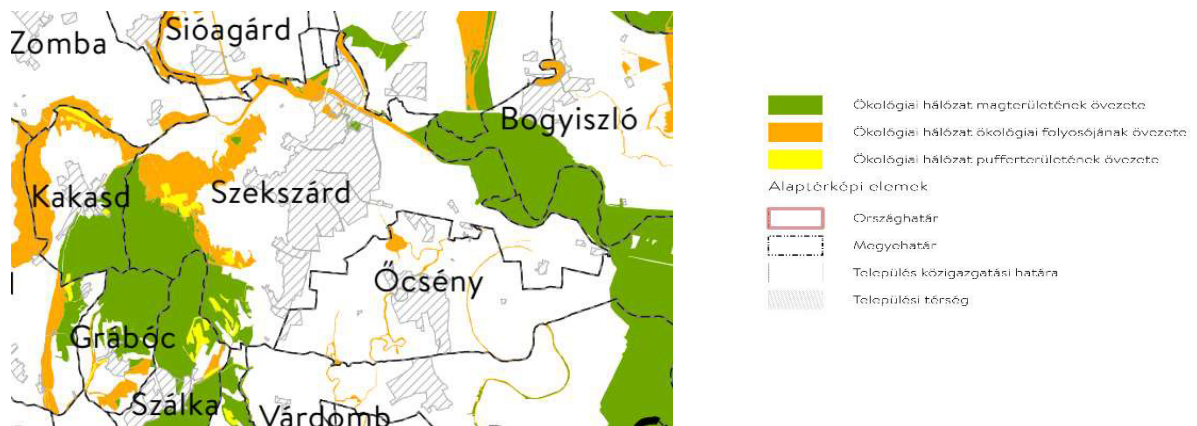 Zomba
Sióagárd
Bogyiszló
Kakasd
Szekszárd
Őcsény
Grábóc
Szálka
Várdomb
Ökológiai hálózat magterületének övezete
Ökológiai hálózat ökológiai folyosójának övezete
Ökológiai hálózat pufferterületének övezete
Alaptérképi elemek
Országhatár
Megyehatár
Település közigazgatási határa
Települési térség